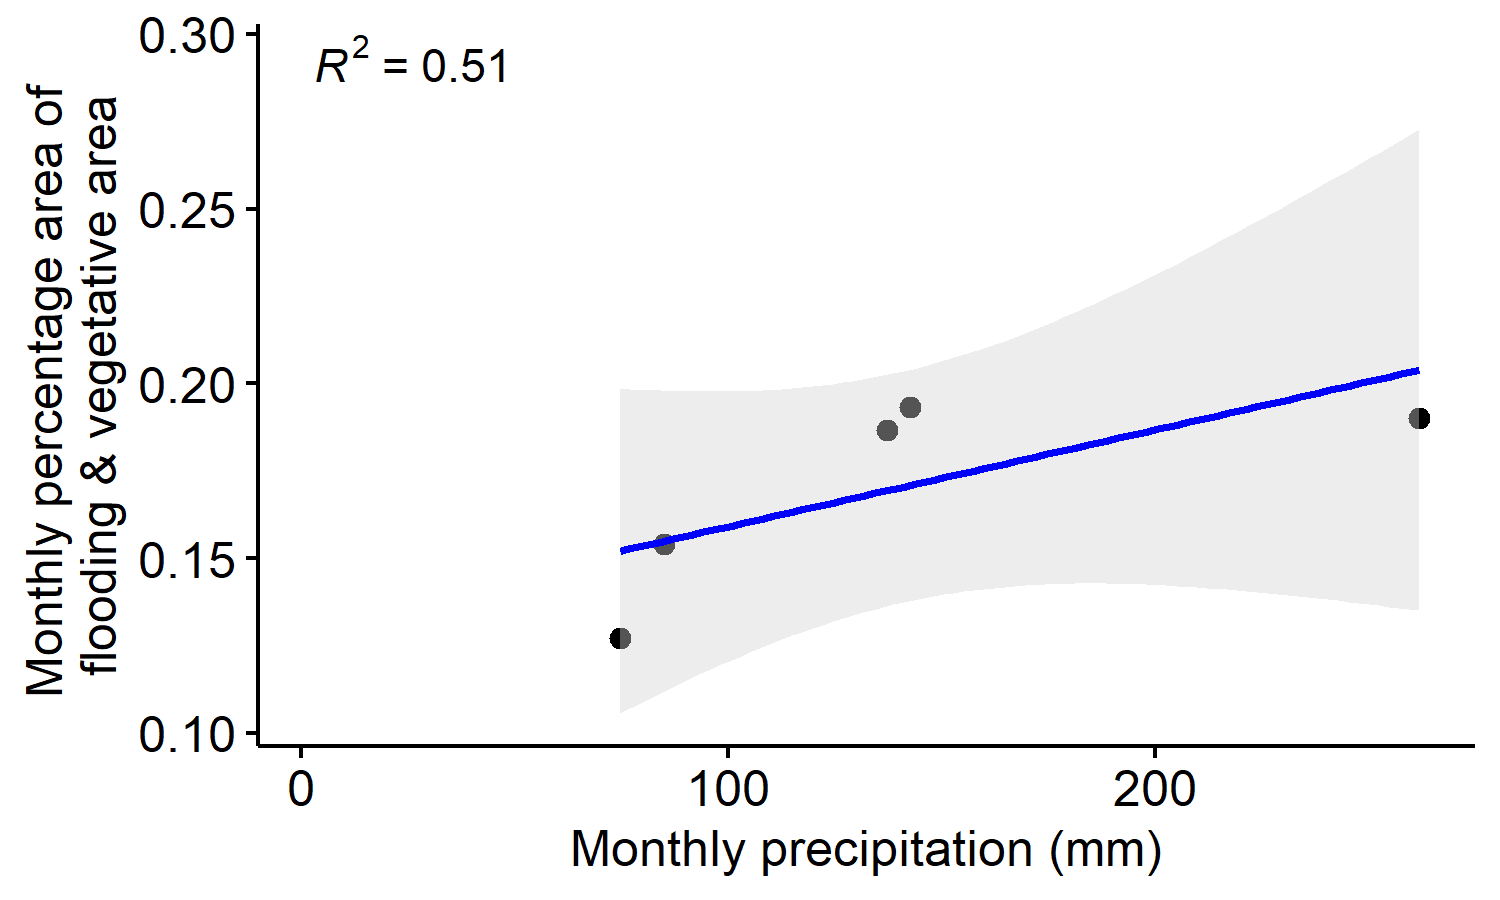 Monthly percentage area of
flooding & vegetative area
0.30
0.25
0.20
0.15
0.10
R² = 0.51
0 100 200
Monthly precipitation (mm)